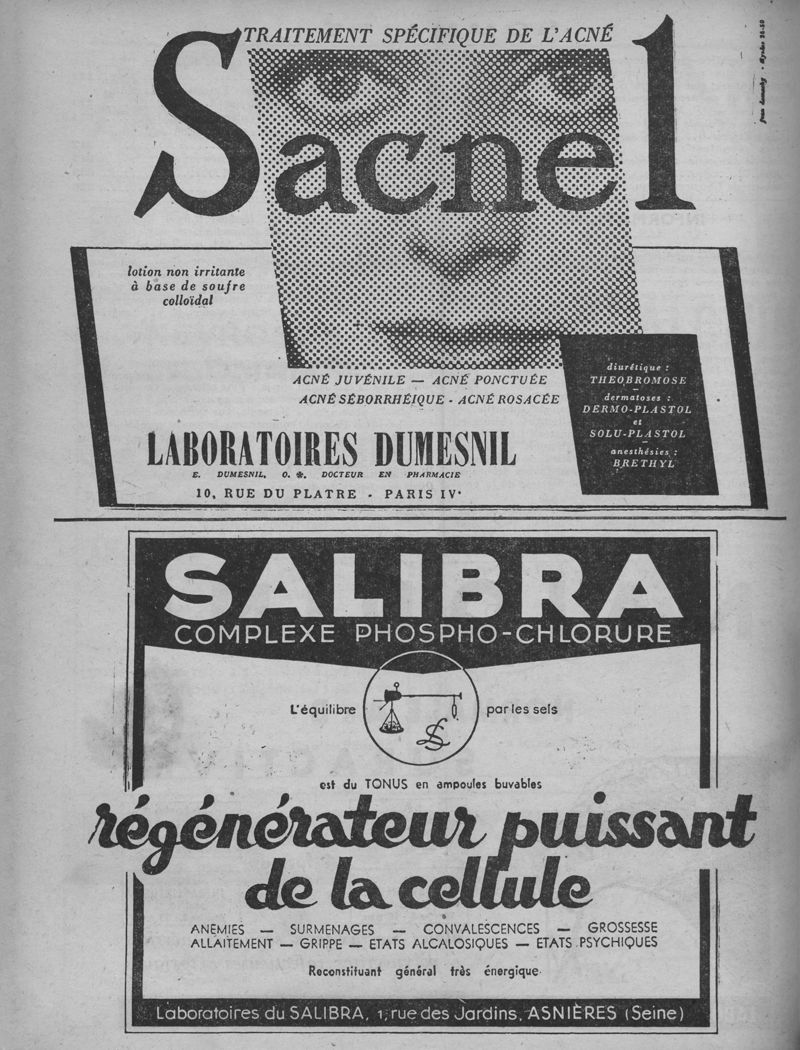 TRAITEMENT SPÉCIFIQUE DE L'ACNÉ
Sacnel
lotion non irritante
à base de soufre
colloïdal
ACNÉ JUVÉNILE — ACNÉ PONCTUÉE
ACNÉ SÉBORRHÉIQUE - ACNÉ ROSACÉE
diurétique :
THEOBROMOSE
dermatoses :
DERMO-PLASTOL
et
SOLU-PLASTOL
anesthésies :
BRETHYL
LABORATOIRES DUMESNIL
E. DUMESNIL, O. ❋, DOCTEUR EN PHARMACIE
10, RUE DU PLATRE - PARIS IVᵉ
SALIBRA
COMPLEXE PHOSPHO-CHLORURE
L'équilibre par les sels
est du TONUS en ampoules buvables
régénérateur puissant
de la cellule
ANEMIES — SURMENAGES — CONVALESCENCES — GROSSESSE
ALLAITEMENT — GRIPPE — ETATS ALCALOSIQUES — ETATS PSYCHIQUES
Reconstituant général très énergique
Laboratoires du SALIBRA, 1, rue des Jardins, ASNIÈRES (Seine)